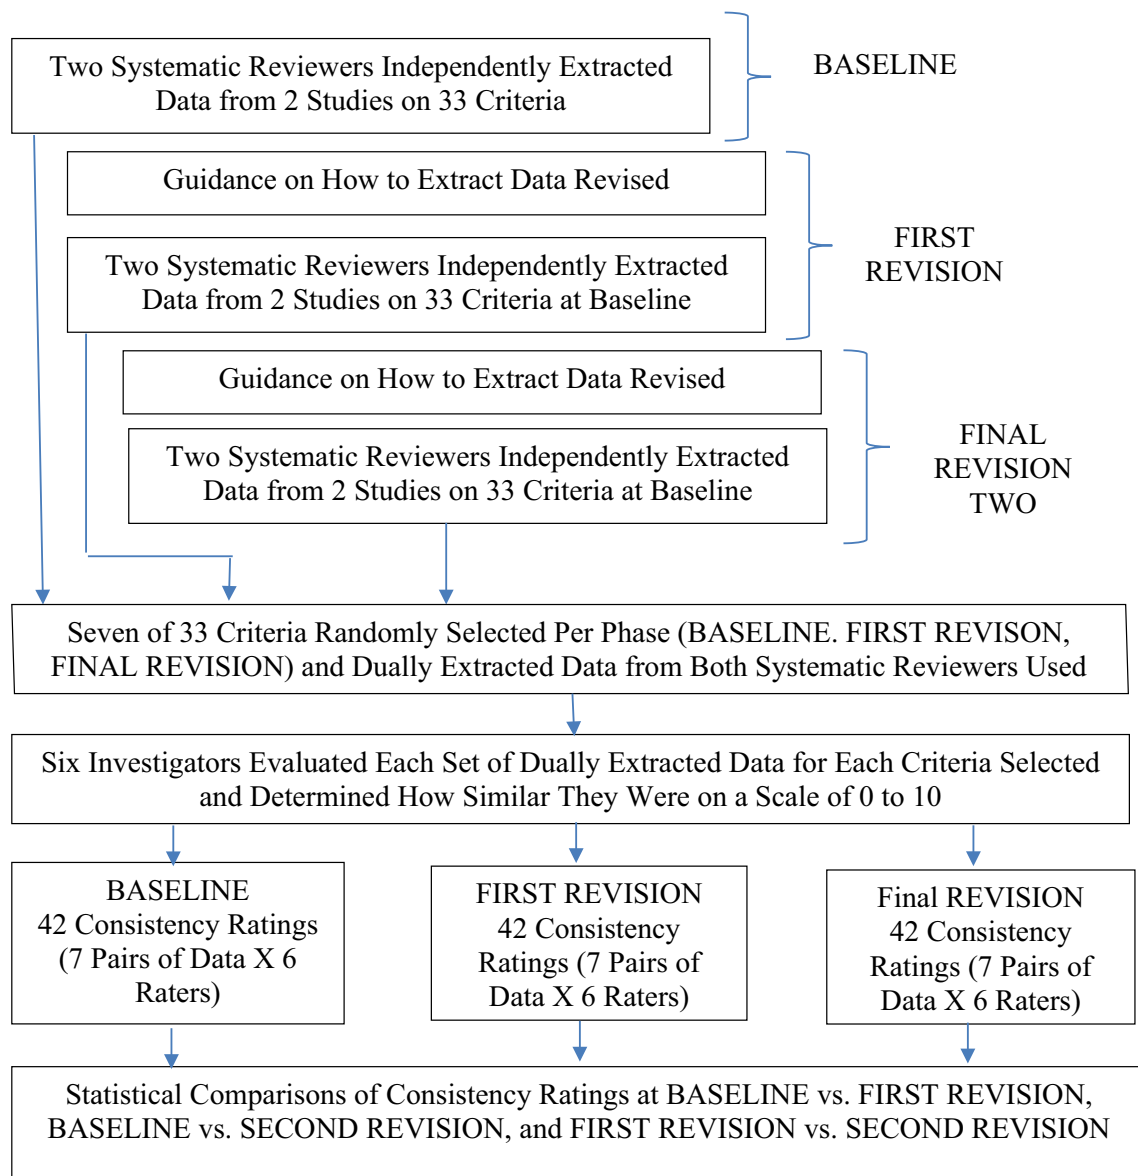 Two Systematic Reviewers Independently Extracted
Data from 2 Studies on 33 Criteria
BASELINE
Guidance on How to Extract Data Revised
Two Systematic Reviewers Independently Extracted
Data from 2 Studies on 33 Criteria at Baseline
FIRST
REVISION
Guidance on How to Extract Data Revised
Two Systematic Reviewers Independently Extracted
Data from 2 Studies on 33 Criteria at Baseline
FINAL
REVISION
TWO
Seven of 33 Criteria Randomly Selected Per Phase (BASELINE. FIRST REVISON,
FINAL REVISION) and Dually Extracted Data from Both Systematic Reviewers Used
Six Investigators Evaluated Each Set of Dually Extracted Data for Each Criteria Selected
and Determined How Similar They Were on a Scale of 0 to 10
BASELINE
42 Consistency Ratings
(7 Pairs of Data X 6
Raters)
FIRST REVISION
42 Consistency
Ratings (7 Pairs of
Data X 6 Raters)
Final REVISION
42 Consistency
Ratings (7 Pairs of
Data X 6 Raters)
Statistical Comparisons of Consistency Ratings at BASELINE vs. FIRST REVISION,
BASELINE vs. SECOND REVISION, and FIRST REVISION vs. SECOND REVISION